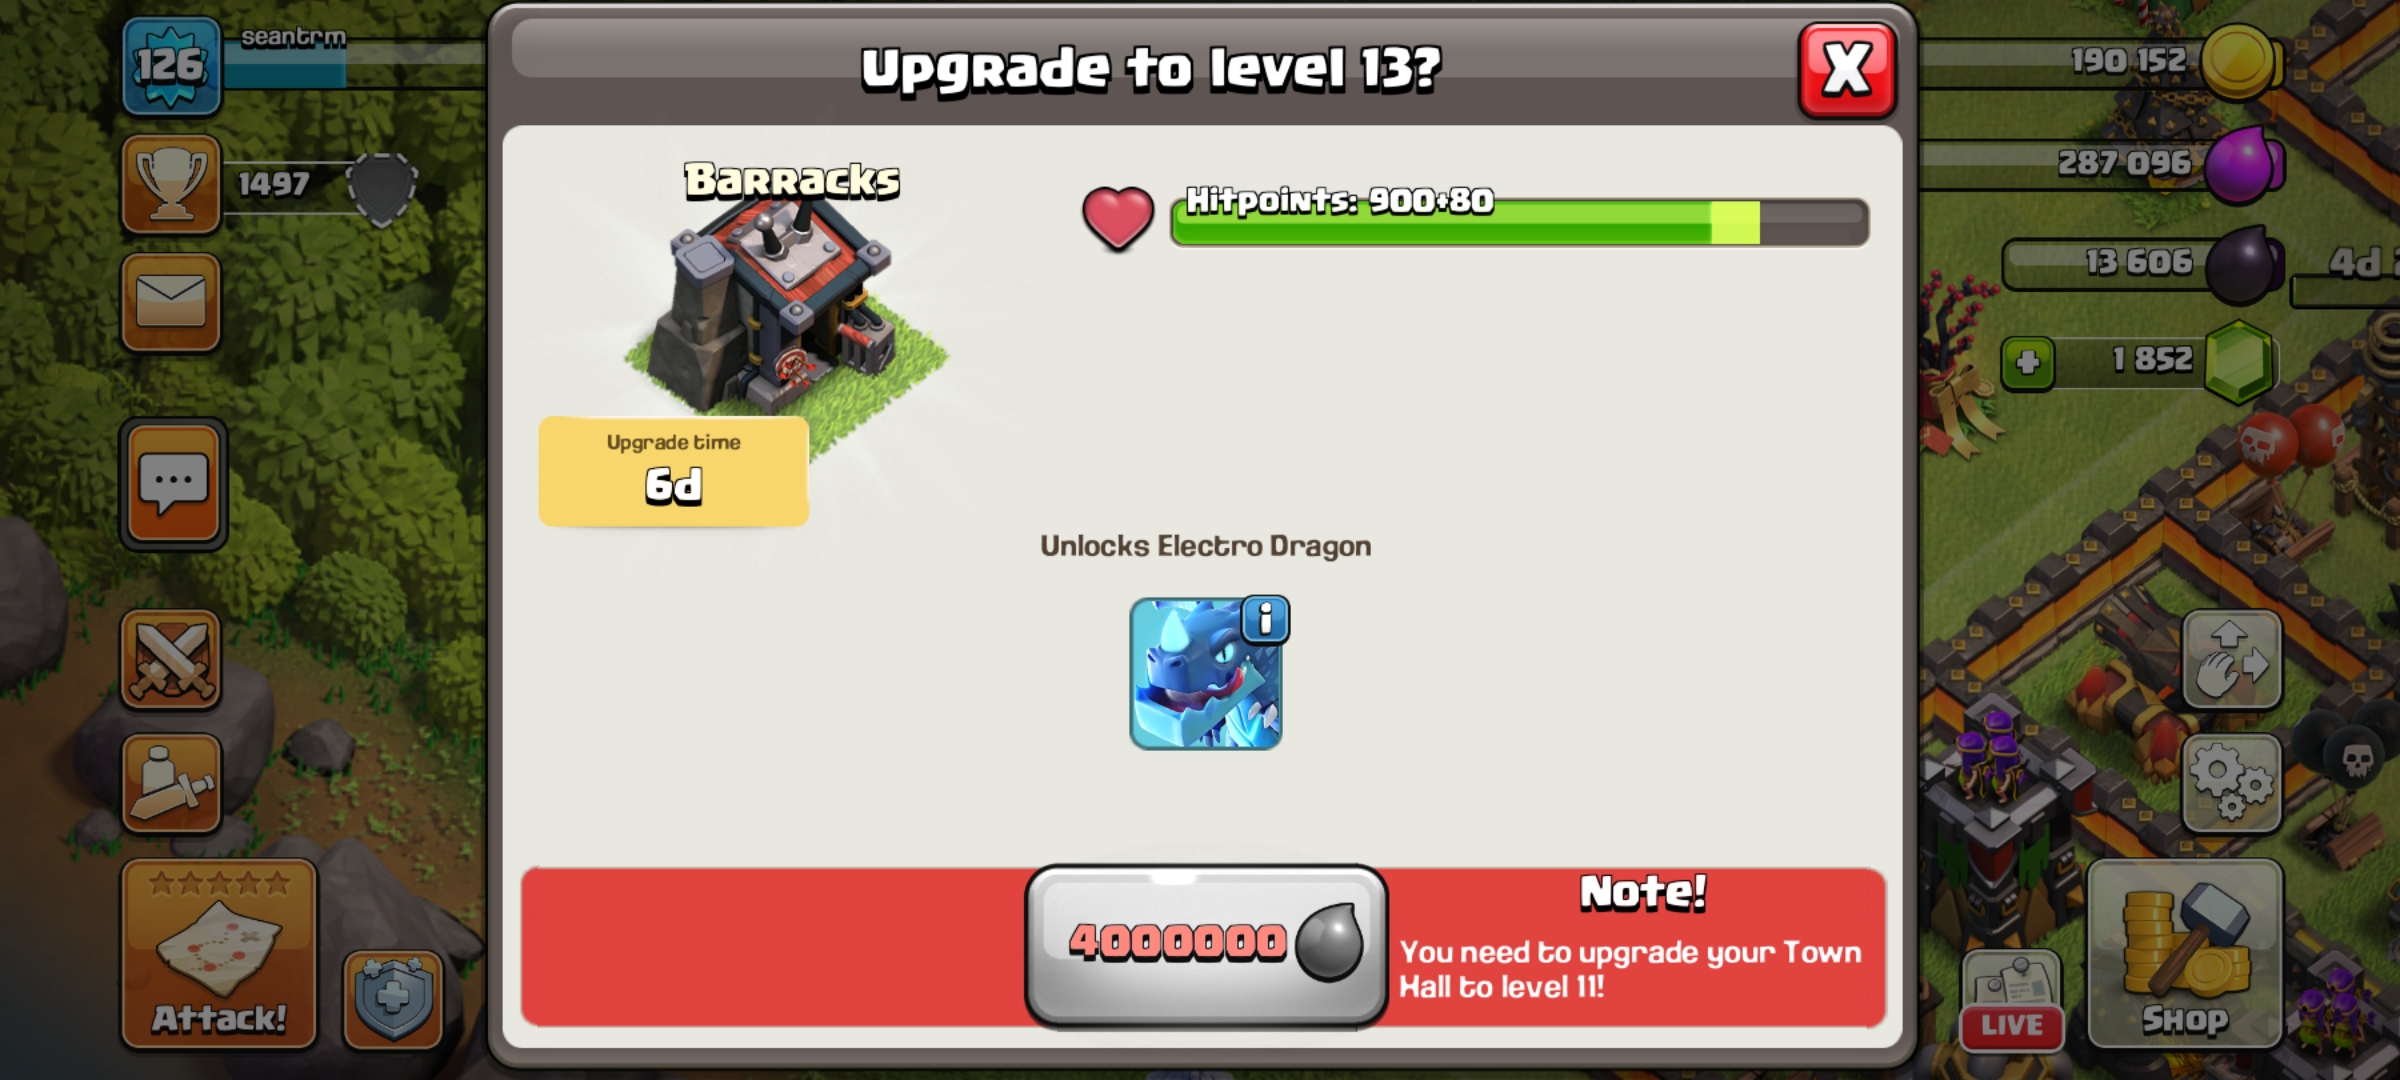 126
seantrm
1497
Attack!
Upgrade to level 13?
X
Barracks
Hitpoints: 900+80
Upgrade time
6d
Unlocks Electro Dragon
i
4000000
Note!
You need to upgrade your Town
Hall to level 11!
190 152
287 096
13 606
4d
1 852
LIVE
Shop